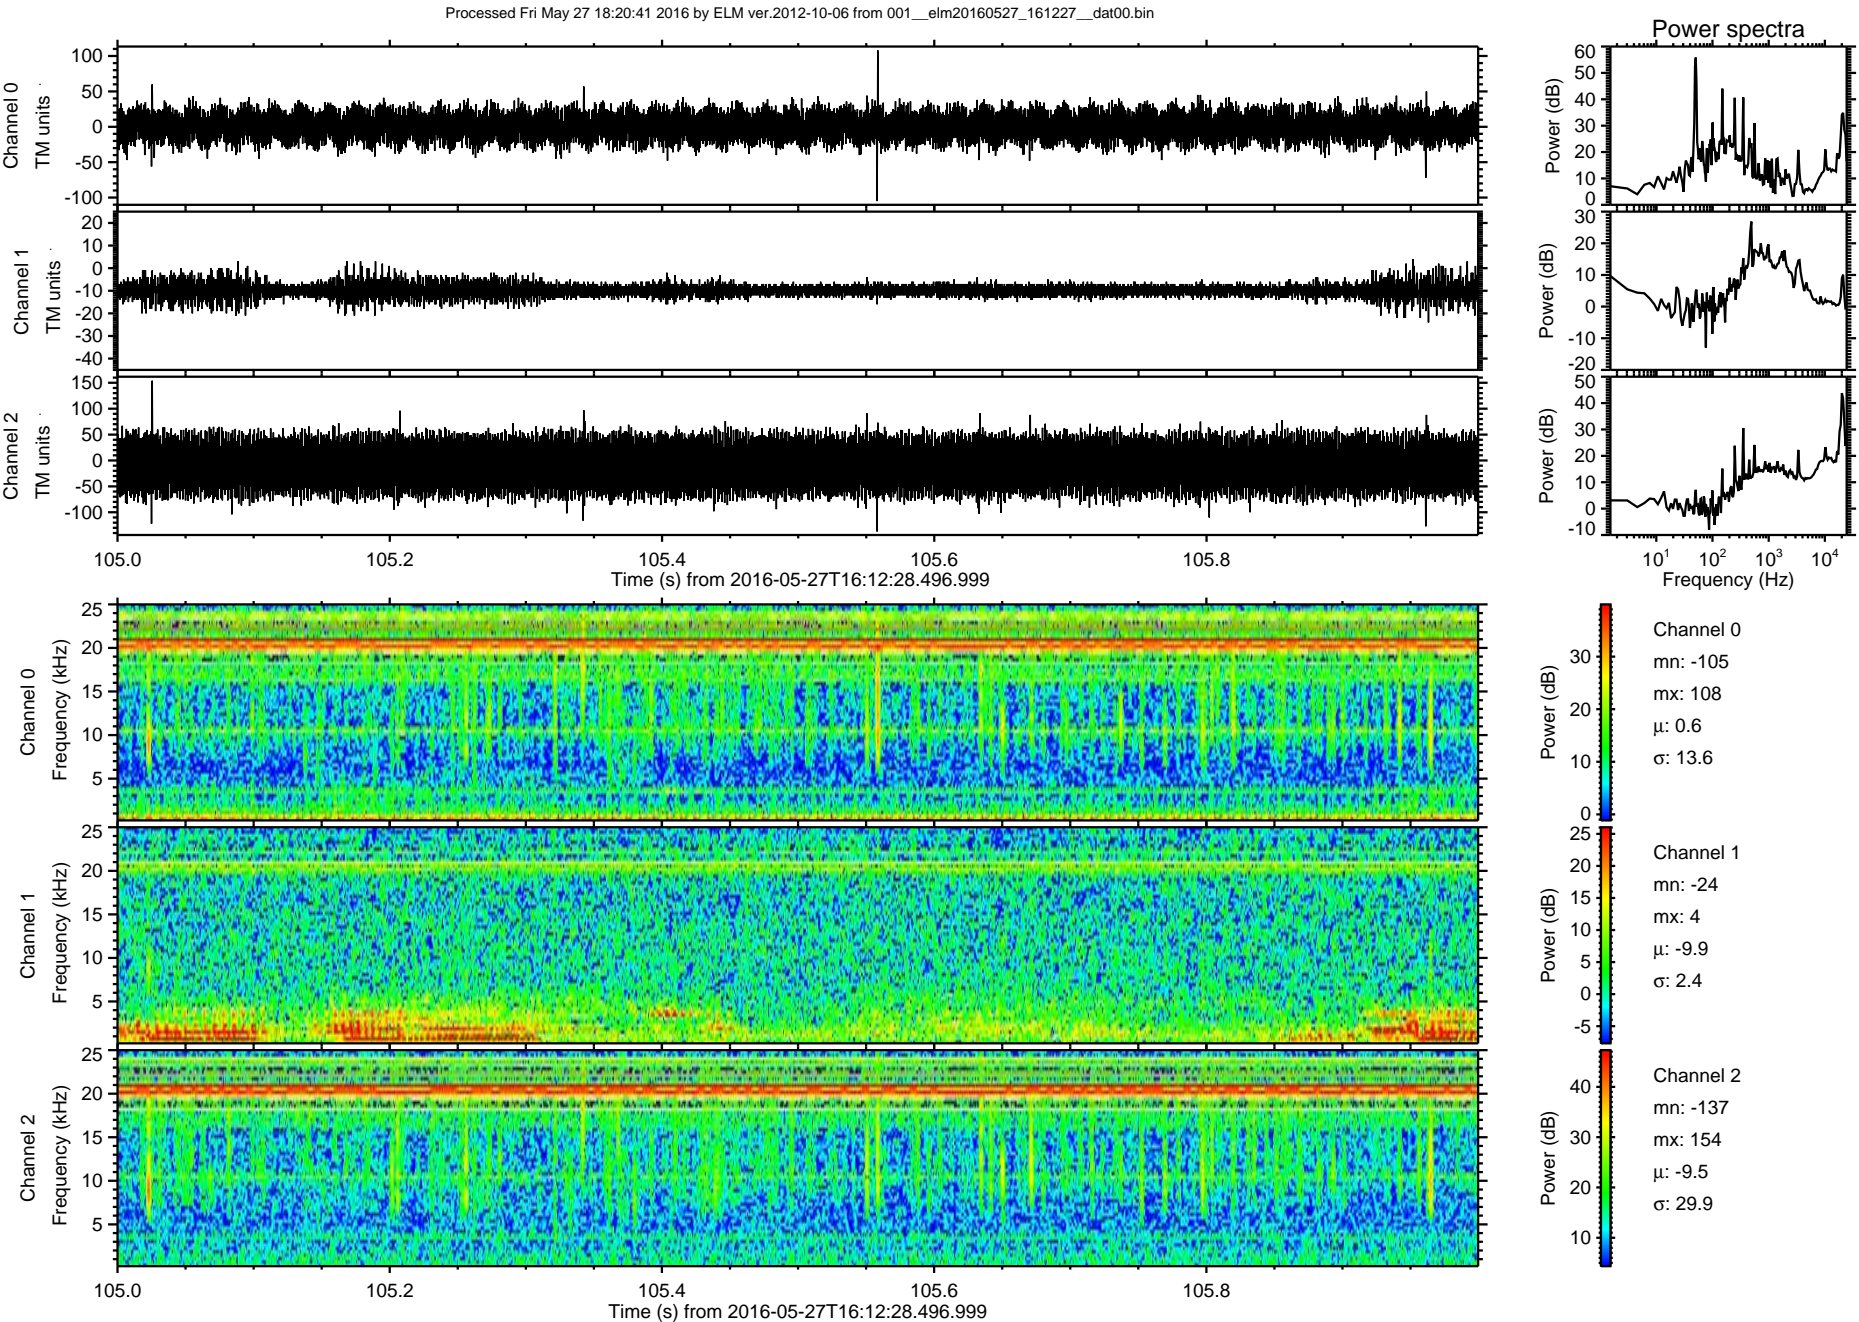 Processed Fri May 27 18:20:41 2016 by ELM ver.2012-10-06 from 001__elm20160527_161227__dat00.bin
Power spectra
Channel 0
TM units
100
50
0
-50
-100
Power (dB)
60
50
40
30
20
10
0
Channel 1
TM units
20
10
0
-10
-20
-30
-40
Power (dB)
30
20
10
0
-10
-20
Channel 2
TM units
150
100
50
0
-50
-100
Power (dB)
50
40
30
20
10
0
-10
105.0 105.2 105.4 105.6 105.8
Time (s) from 2016-05-27T16:12:28.496.999
10^1 10^2 10^3 10^4
Frequency (Hz)
Channel 0
Frequency (kHz)
25
20
15
10
5
Power (dB)
30
20
10
0
Channel 0
mn: -105
mx: 108
µ: 0.6
σ: 13.6
Channel 1
Frequency (kHz)
25
20
15
10
5
Power (dB)
25
20
15
10
5
0
-5
Channel 1
mn: -24
mx: 4
µ: -9.9
σ: 2.4
Channel 2
Frequency (kHz)
25
20
15
10
5
Power (dB)
40
30
20
10
Channel 2
mn: -137
mx: 154
µ: -9.5
σ: 29.9
105.0 105.2 105.4 105.6 105.8
Time (s) from 2016-05-27T16:12:28.496.999